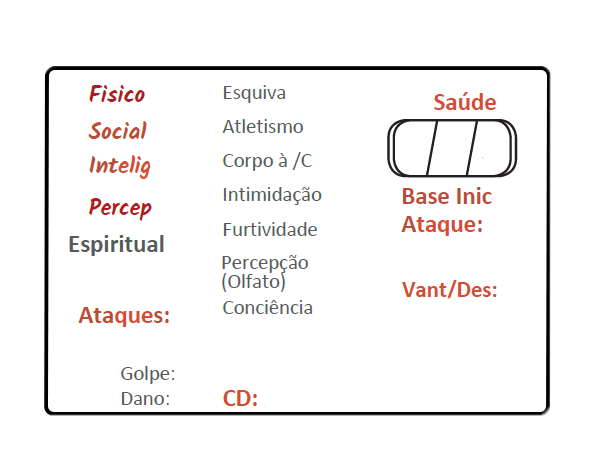 Fisico
Social
Intelig
Percep
Espiritual
Ataques:
Golpe:
Dano:
Esquiva
Atletismo
Corpo à /C
Intimidação
Furtividade
Percepção
(Olfato)
Conciência
CD:
Saúde
Base Inic
Ataque:
Vant/Des: